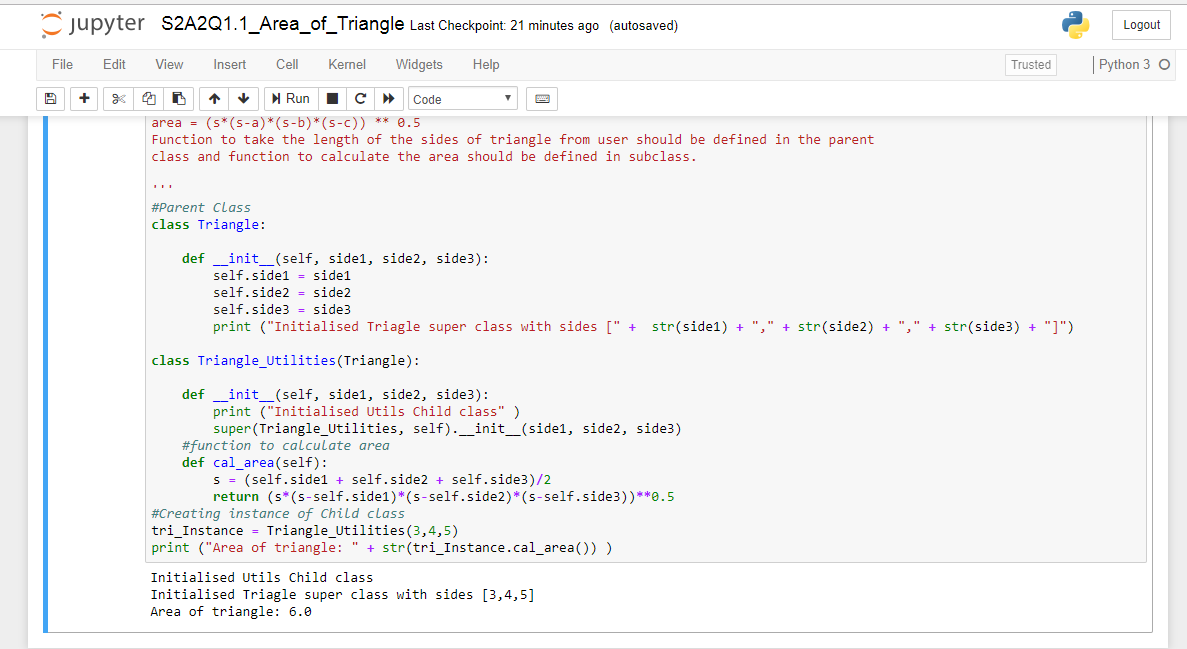 jupyter S2A2Q1.1_Area_of_Triangle Last Checkpoint: 21 minutes ago (autosaved) Logout
File Edit View Insert Cell Kernel Widgets Help Trusted Python 3
Run Code
area = (s*(s-a)*(s-b)*(s-c)) ** 0.5
Function to take the length of the sides of triangle from user should be defined in the parent
class and function to calculate the area should be defined in subclass.
'''
#Parent Class
class Triangle:
    def __init__(self, side1, side2, side3):
        self.side1 = side1
        self.side2 = side2
        self.side3 = side3
        print ("Initialised Triagle super class with sides [" +  str(side1) + "," + str(side2) + "," + str(side3) + "]")
class Triangle_Utilities(Triangle):
    def __init__(self, side1, side2, side3):
        print ("Initialised Utils Child class" )
        super(Triangle_Utilities, self).__init__(side1, side2, side3)
    #function to calculate area
    def cal_area(self):
        s = (self.side1 + self.side2 + self.side3)/2
        return (s*(s-self.side1)*(s-self.side2)*(s-self.side3))**0.5
#Creating instance of Child class
tri_Instance = Triangle_Utilities(3,4,5)
print ("Area of triangle: " + str(tri_Instance.cal_area()) )
Initialised Utils Child class
Initialised Triagle super class with sides [3,4,5]
Area of triangle: 6.0